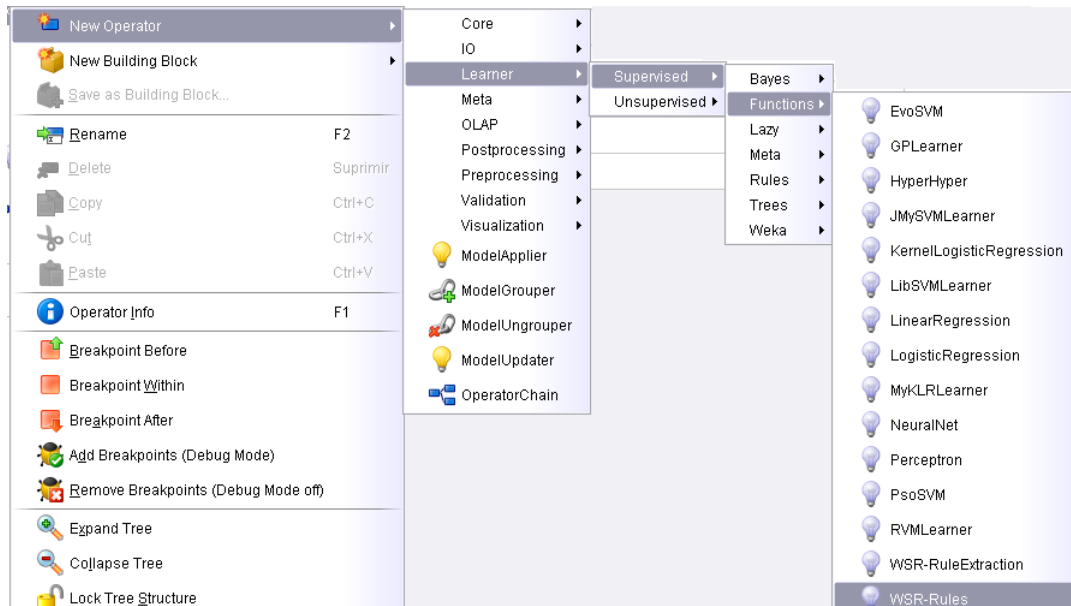 New Operator
New Building Block
Save as Building Block...
Rename F2
Delete Suprimir
Copy Ctrl+C
Cut Ctrl+X
Paste Ctrl+V
Operator Info F1
Breakpoint Before
Breakpoint Within
Breakpoint After
Add Breakpoints (Debug Mode)
Remove Breakpoints (Debug Mode off)
Expand Tree
Collapse Tree
Lock Tree Structure
Core
IO
Learner
Meta
OLAP
Postprocessing
Preprocessing
Validation
Visualization
ModelApplier
ModelGrouper
ModelUngrouper
ModelUpdater
OperatorChain
Supervised
Unsupervised
Bayes
Functions
Lazy
Meta
Rules
Trees
Weka
EvoSVM
GPLearner
HyperHyper
JMySVMLearner
KernelLogisticRegression
LibSVMLearner
LinearRegression
LogisticRegression
MyKLRLearner
NeuralNet
Perceptron
PsoSVM
RVMLearner
WSR-RuleExtraction
WSR-Rules